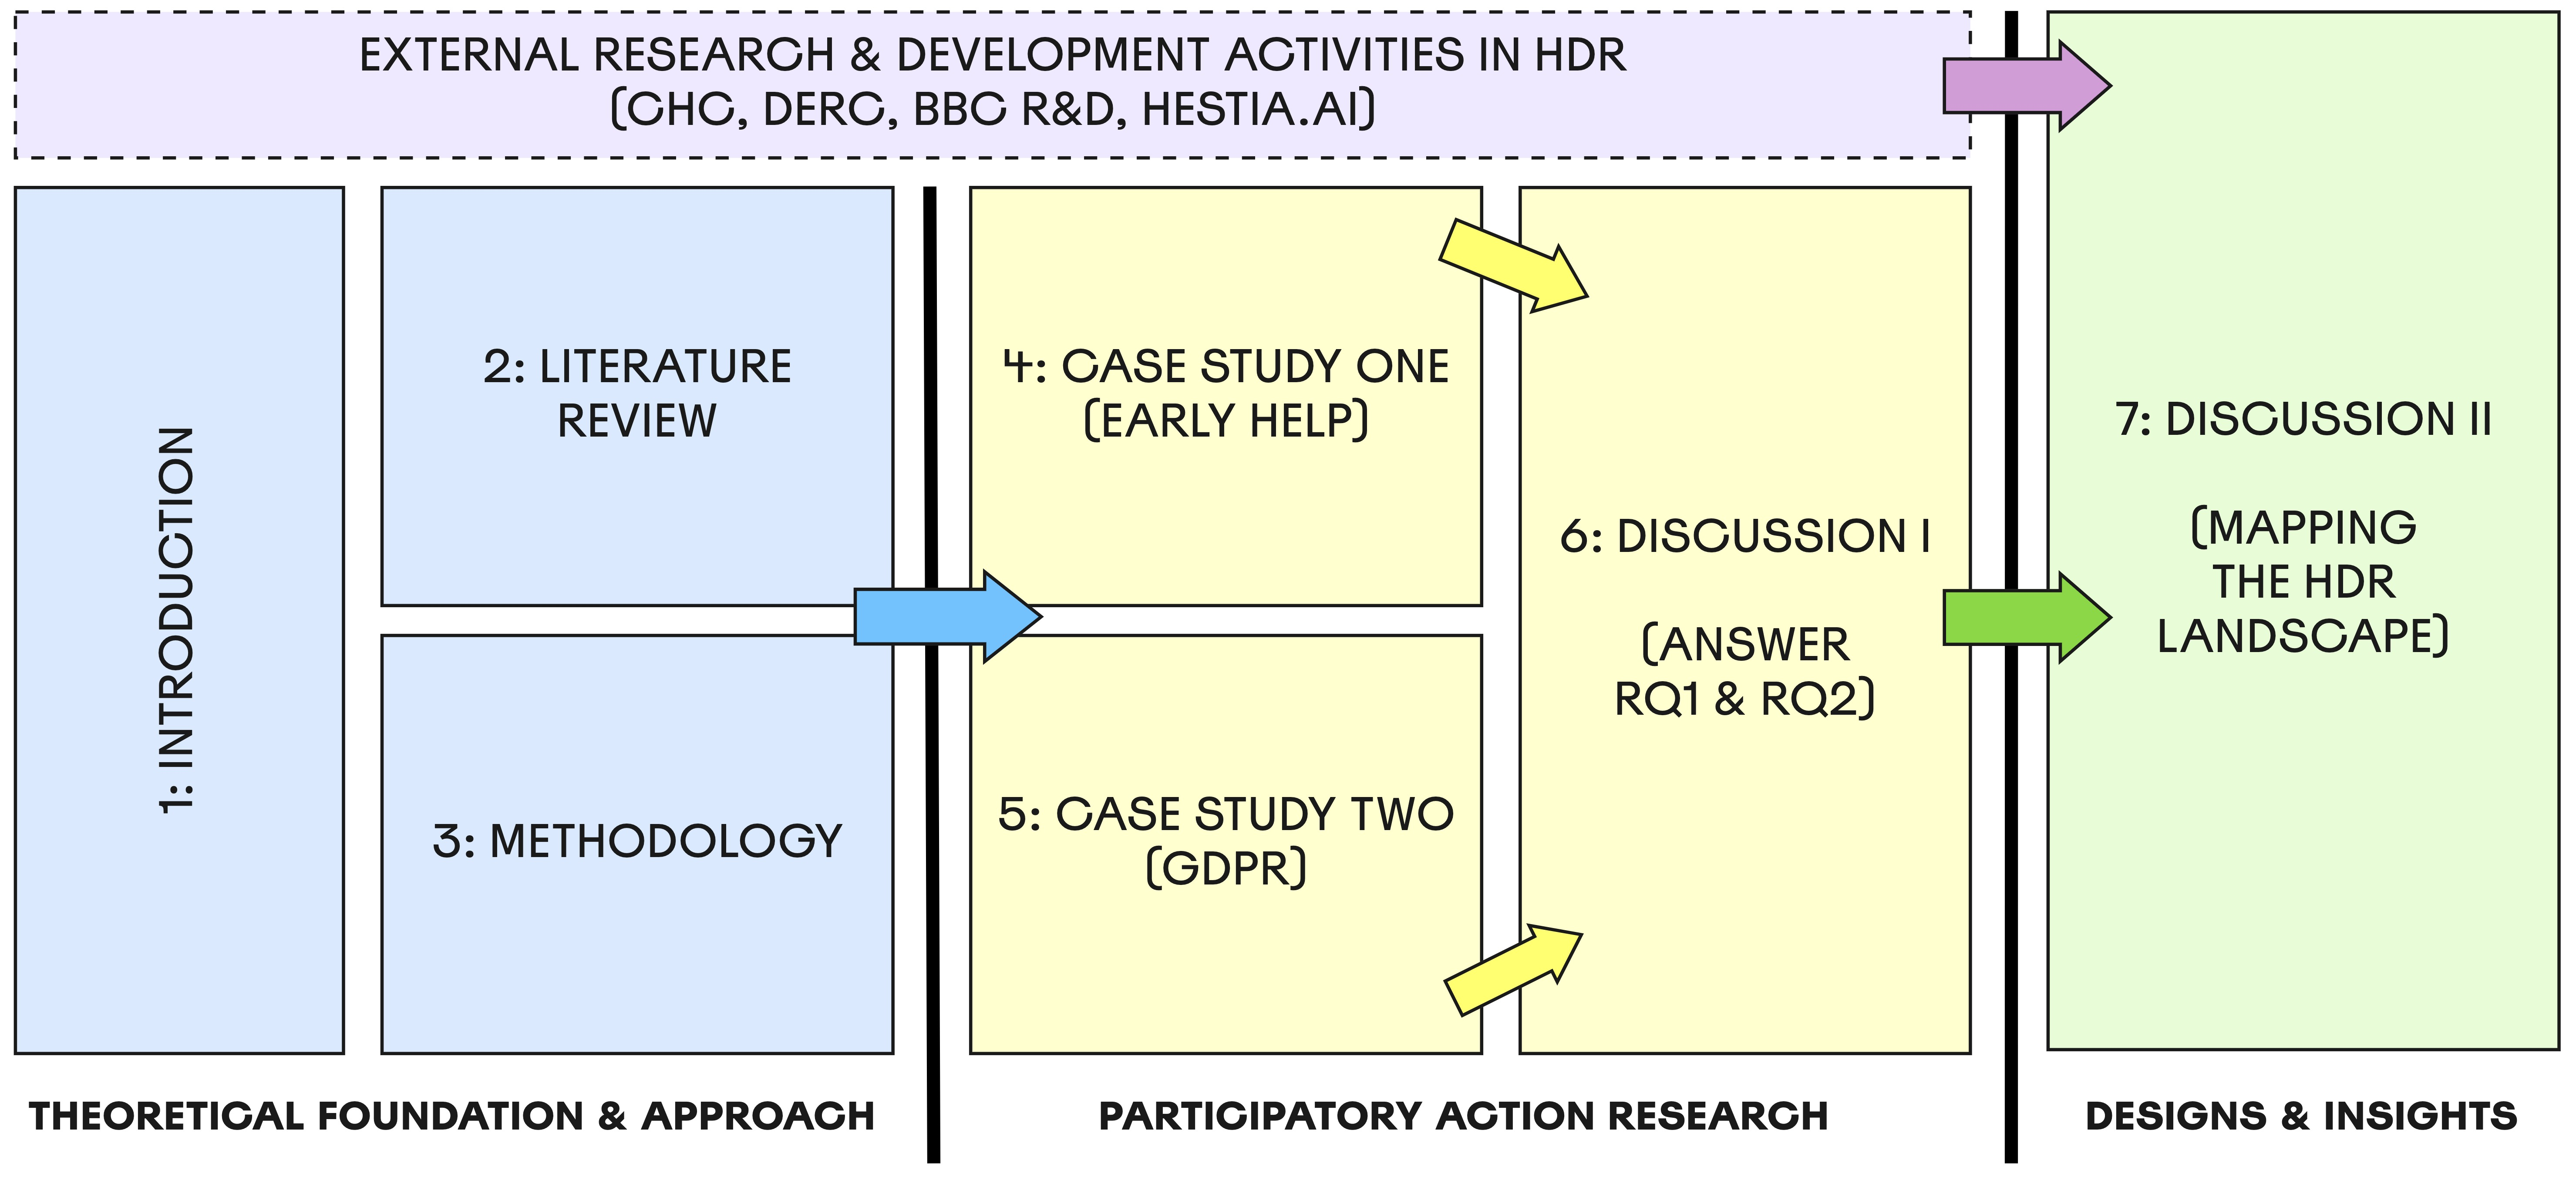 EXTERNAL RESEARCH & DEVELOPMENT ACTIVITIES IN HDR
(CHC, DERC, BBC R&D, HESTIA.AI)
1: INTRODUCTION
2: LITERATURE
REVIEW
3: METHODOLOGY
4: CASE STUDY ONE
(EARLY HELP)
5: CASE STUDY TWO
(GDPR)
6: DISCUSSION I
(ANSWER
RQ1 & RQ2)
7: DISCUSSION II
(MAPPING
THE HDR
LANDSCAPE)
THEORETICAL FOUNDATION & APPROACH
PARTICIPATORY ACTION RESEARCH
DESIGNS & INSIGHTS